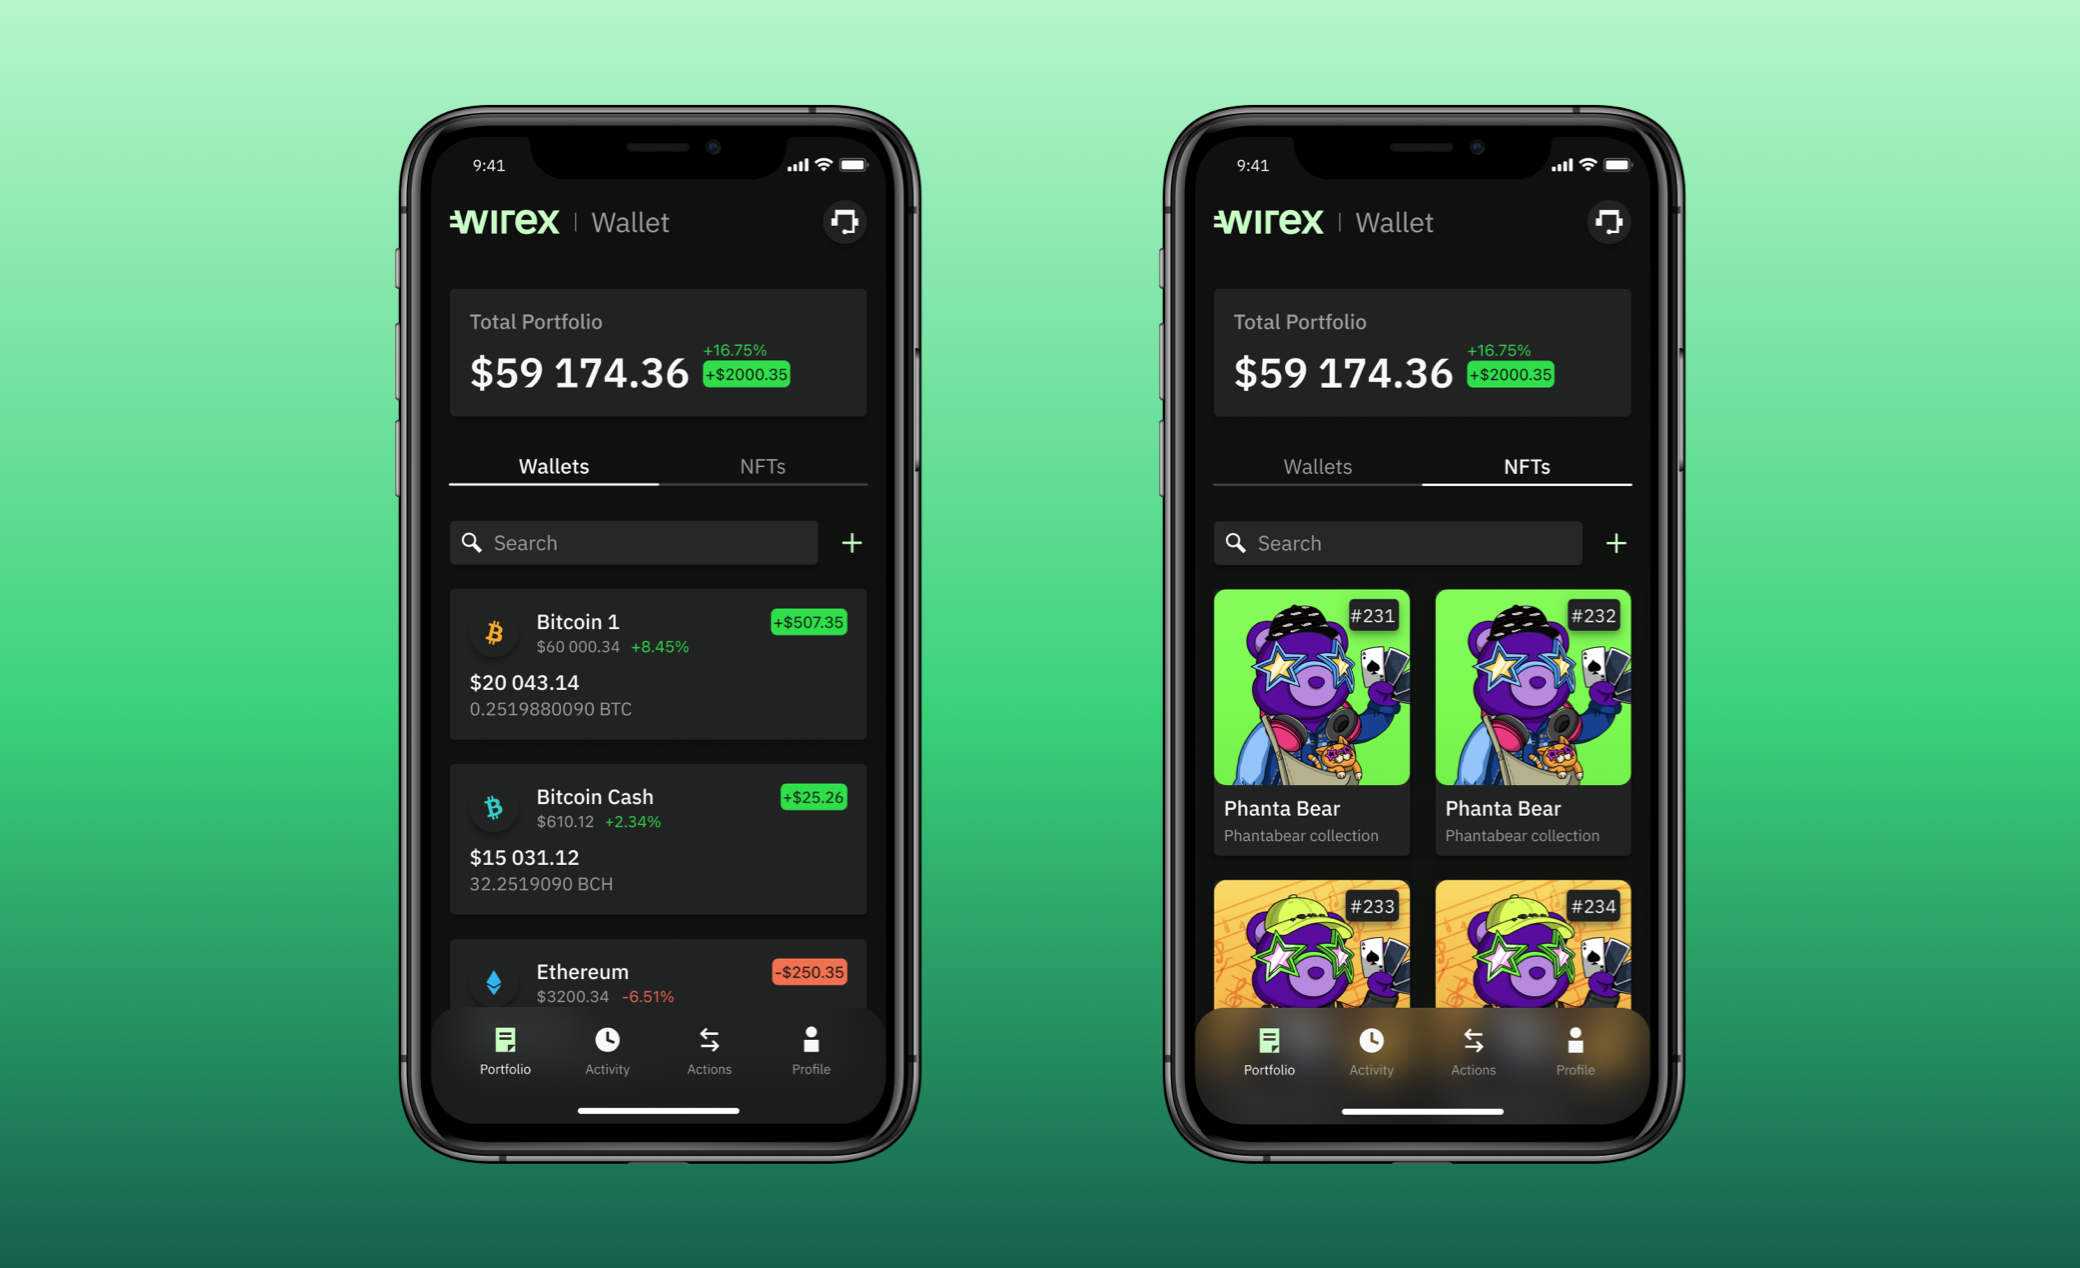 9:41
wirex | Wallet
Total Portfolio
$59 174.36
+16.75%
+$2000.35
Wallets
NFTs
Search
Bitcoin 1
+$507.35
$60 000.34 +8.45%
$20 043.14
0.2519880090 BTC
Bitcoin Cash
+$25.26
$610.12 +2.34%
$15 031.12
32.2519090 BCH
Ethereum
-$250.35
$3200.34 -6.51%
Portfolio
Activity
Actions
Profile
9:41
wirex | Wallet
Total Portfolio
$59 174.36
+16.75%
+$2000.35
Wallets
NFTs
Search
#231
#232
Phanta Bear
Phantabear collection
Phanta Bear
Phantabear collection
#233
#234
Portfolio
Activity
Actions
Profile